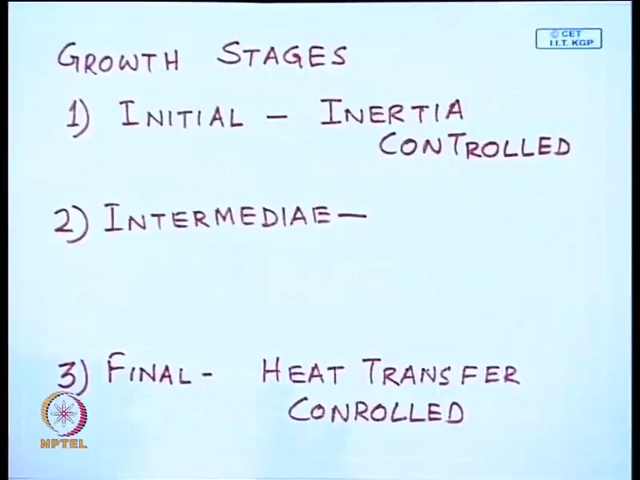 GROWTH STAGES
© CET
I.I.T. KGP
1) INITIAL - INERTIA
CONTROLLED
2) INTERMEDIAE -
3) FINAL - HEAT TRANSFER
CONROLLED
NPTEL